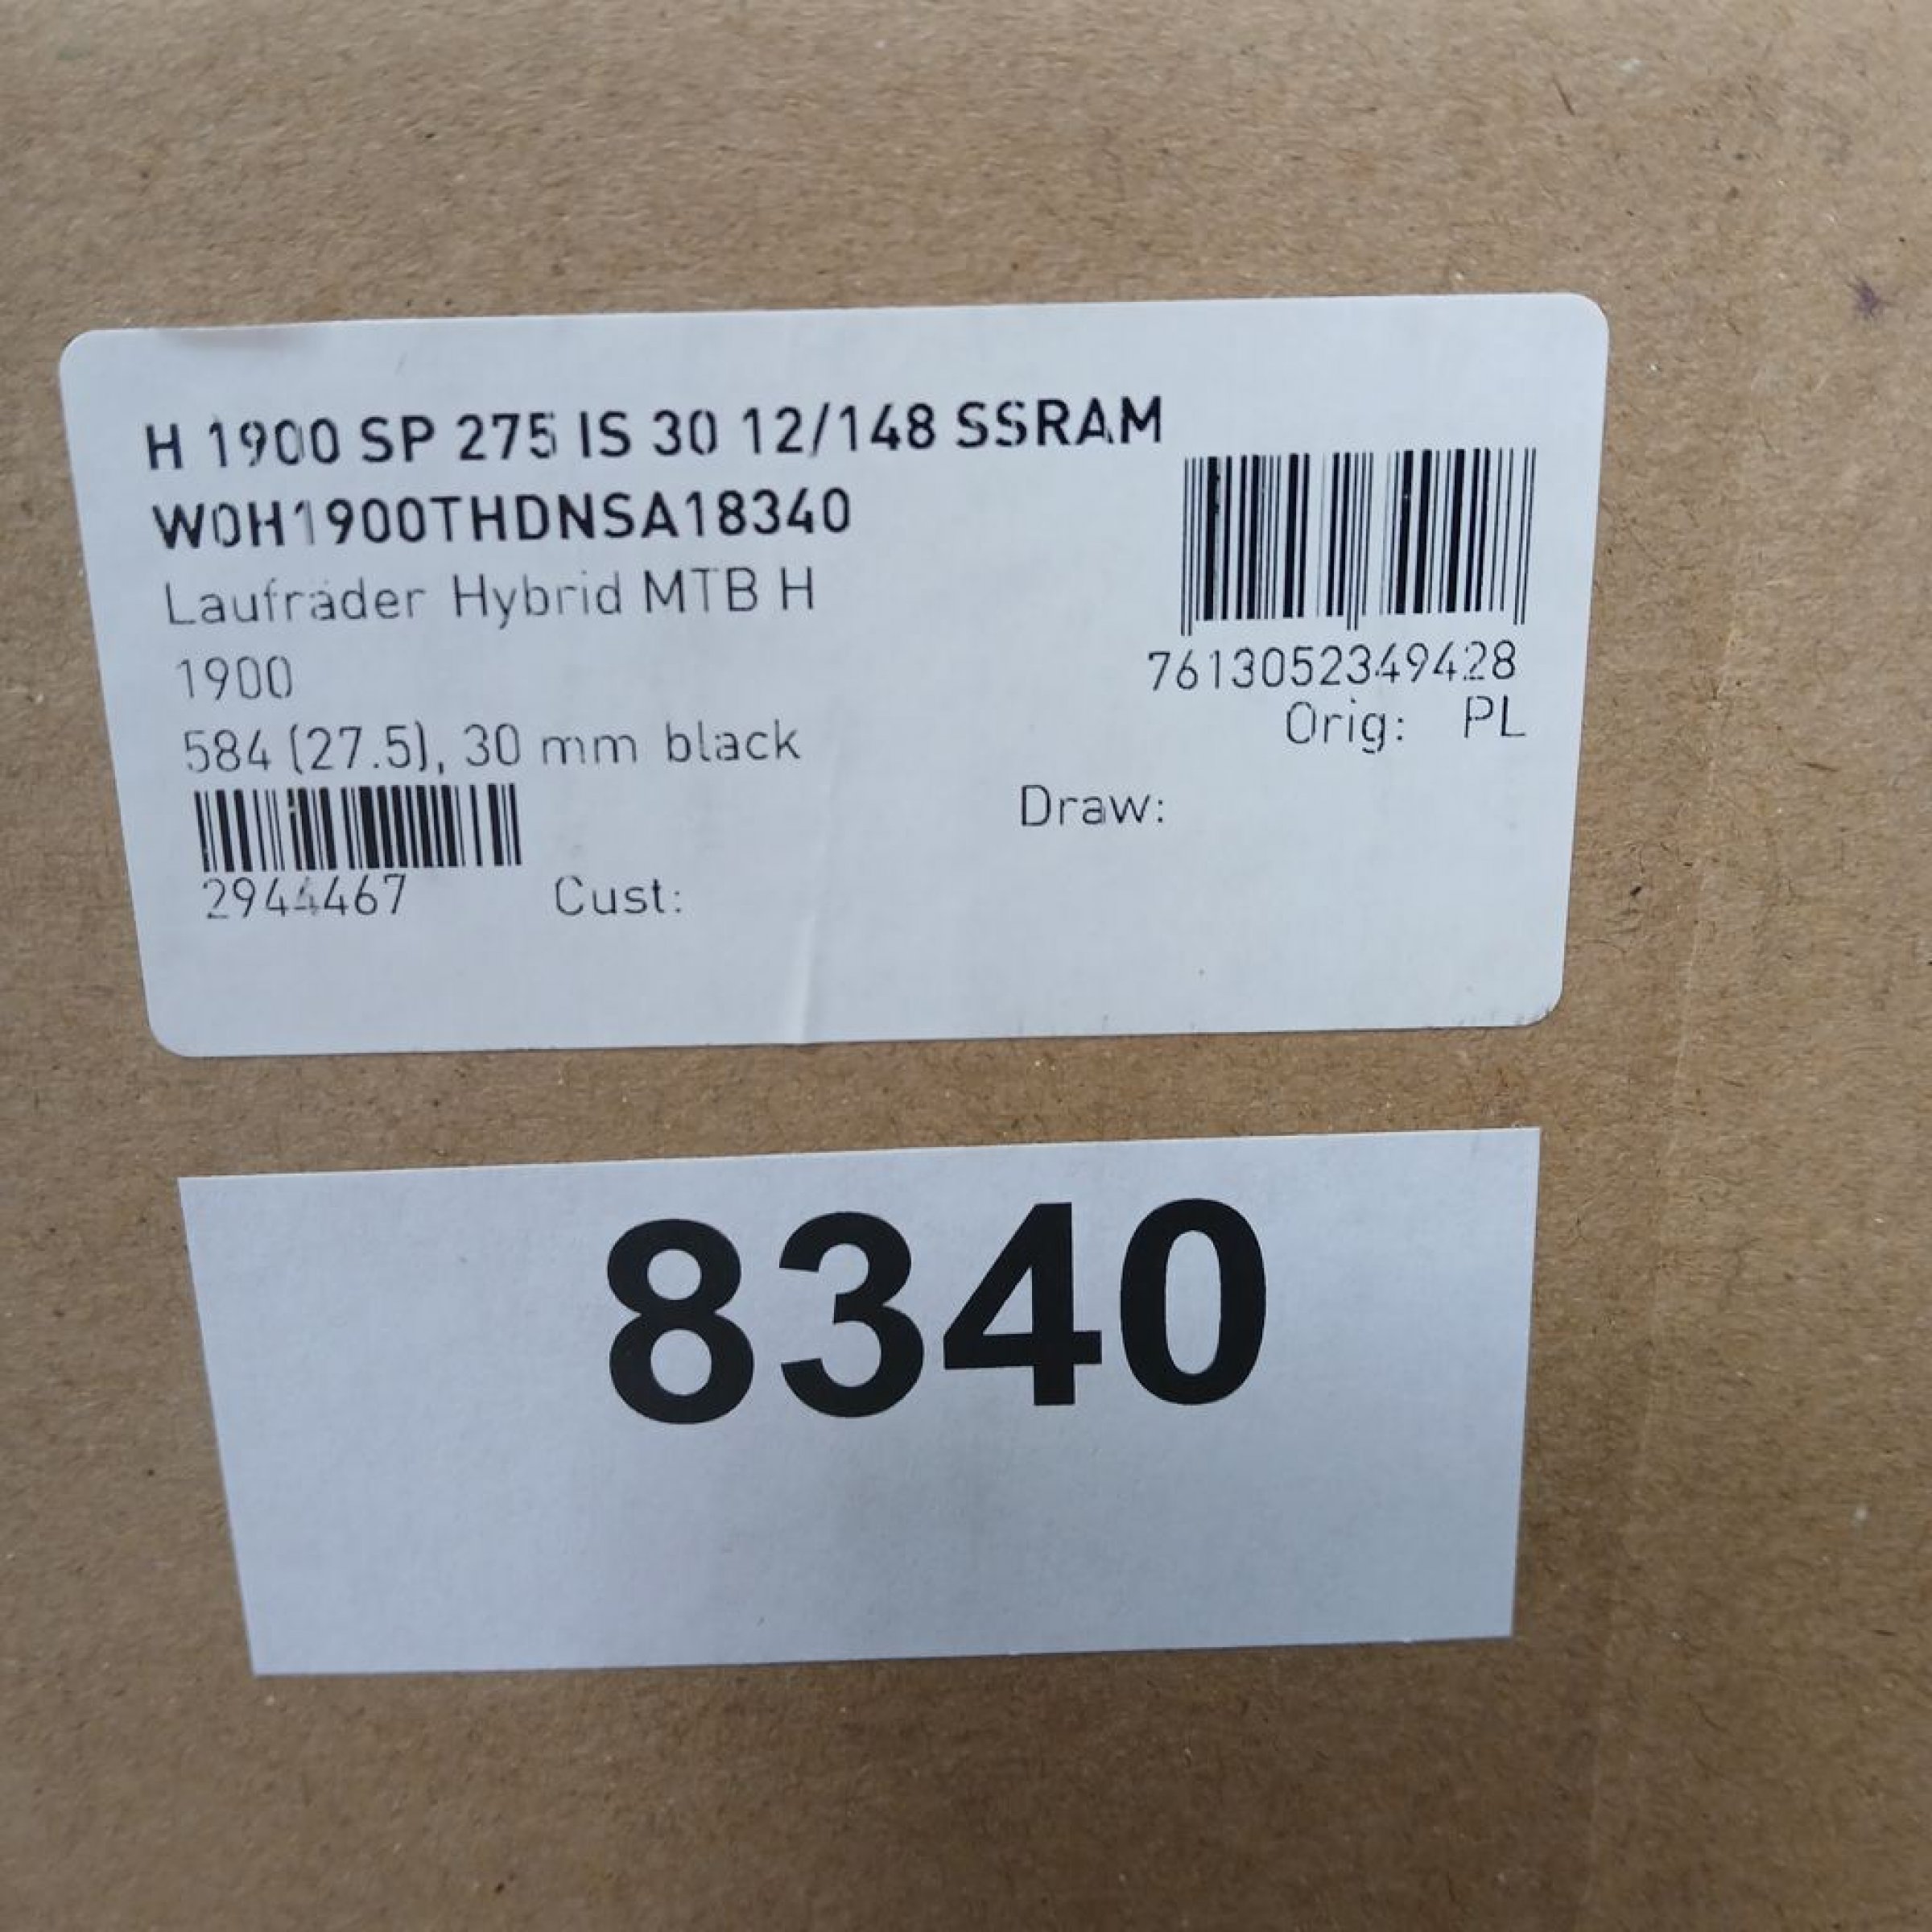 H 1900 SP 275 IS 30 12/148 SSRAM
W0H1900THDNSA18340
Laufräder Hybrid MTB H
1900
584 (27.5), 30 mm black
7613052349428
Orig: PL
Draw:
2944467 Cust:
8340